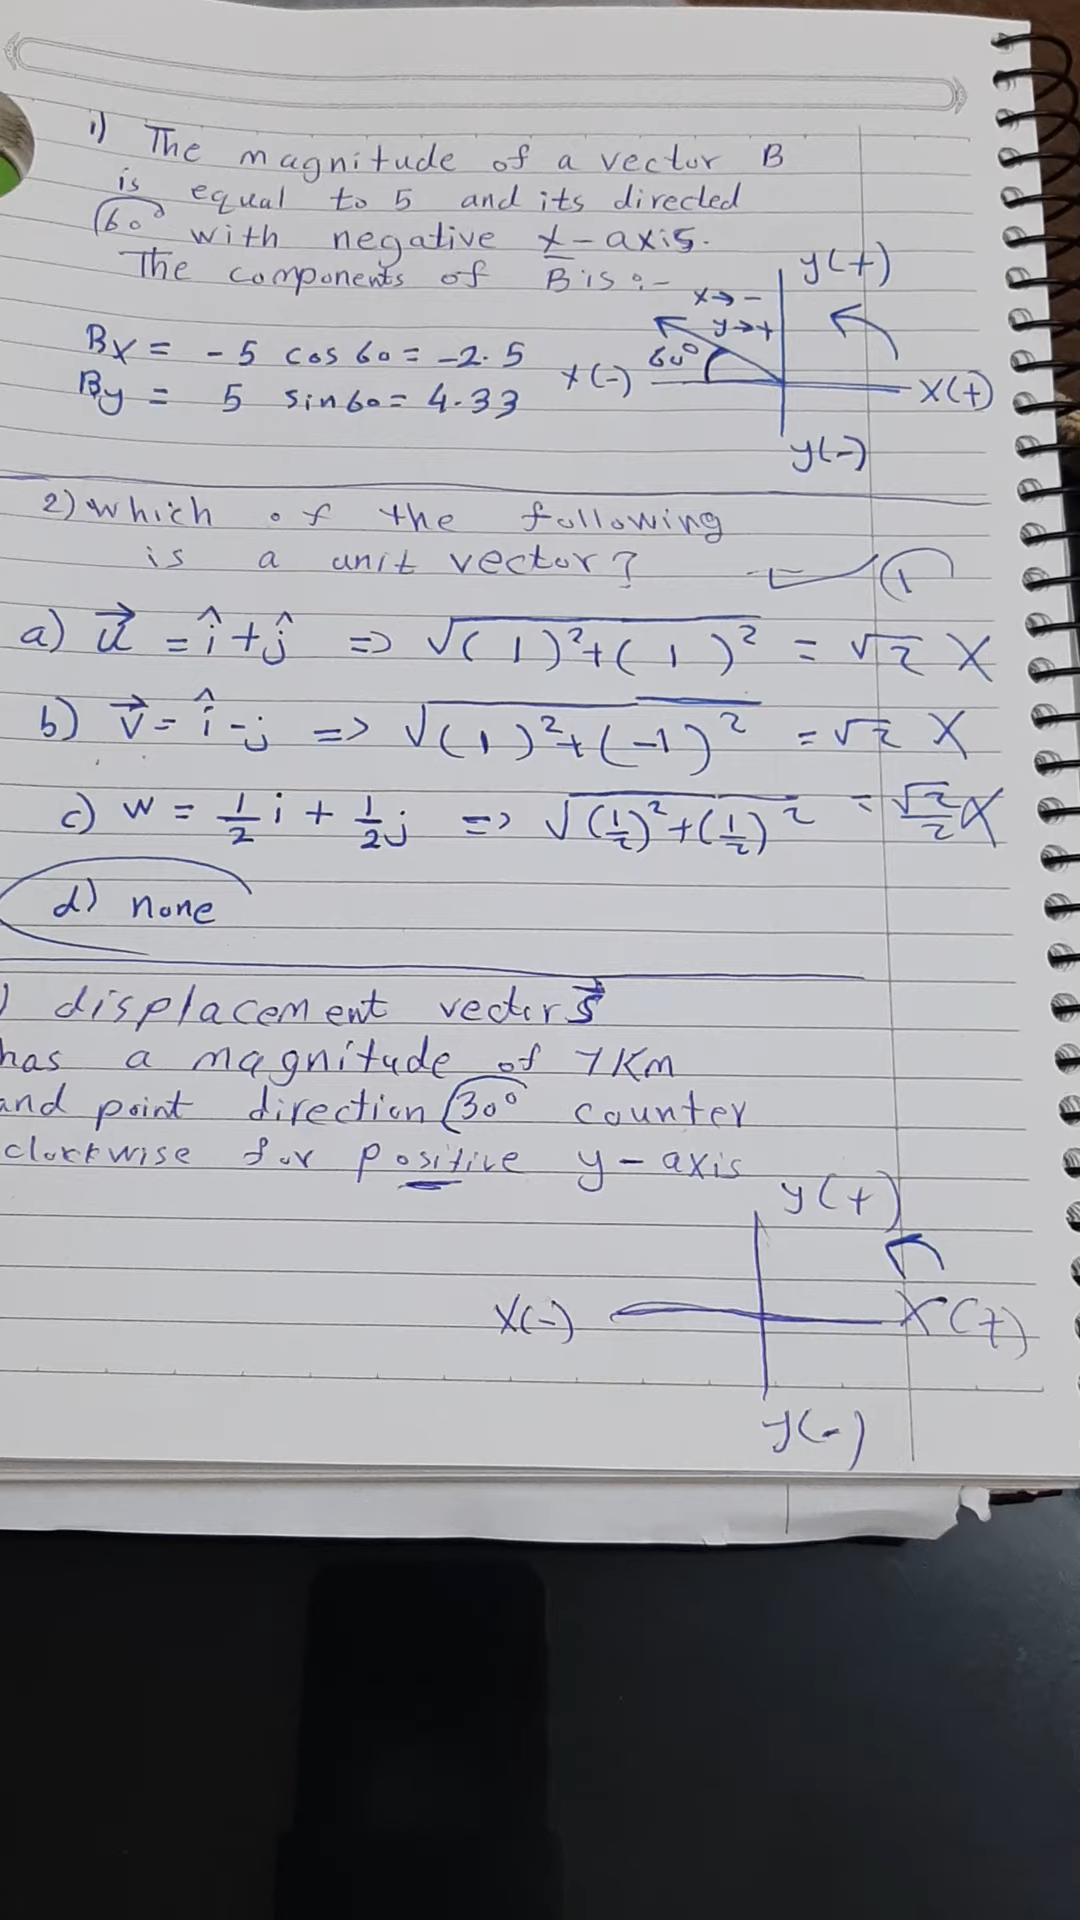 1) The magnitude of a vector B
is equal to 5 and its directed
60° with negative x-axis.
The components of B is :-
y(+)
x→-
y→+
Bx = -5 cos 60 = -2.5
60°
x(-)
x(+)
By = 5 sin 60 = 4.33
y(-)
2) which of the following
is a unit vector?
1
a) u⃗ = î+ĵ => √(1)²+(1)² = √2 X
b) v⃗ = î-j => √(1)²+(-1)² = √2 X
c) w = 1/2 i + 1/2 j => √(1/2)²+(1/2)² = √2/2 X
d) none
) displacement vector S⃗
has a magnitude of 7 Km
and point direction 30° counter
clockwise for positive y-axis
y(+)
x(-)
x(+)
y(-)